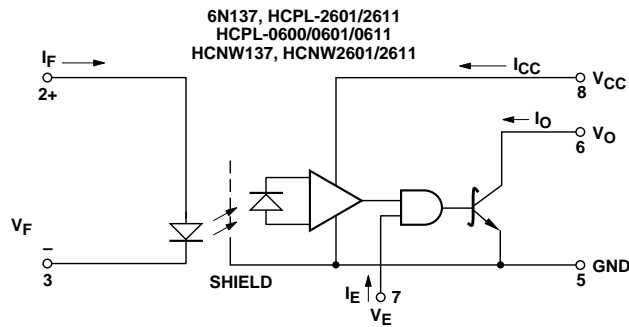 6N137, HCPL-2601/2611
HCPL-0600/0601/0611
HCNW137, HCNW2601/2611
IF
ICC
2+
8
VCC
IO
6
VO
VF
–
3
SHIELD
IE
7
VE
5
GND